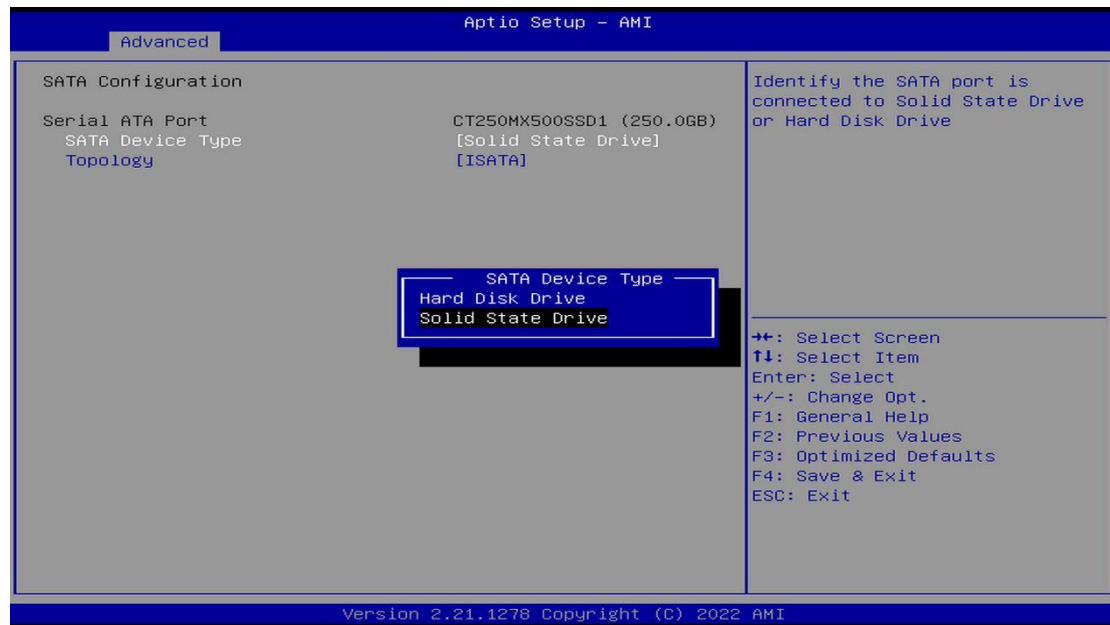 Aptio Setup – AMI
Advanced
SATA Configuration
Serial ATA Port CT250MX500SSD1 (250.0GB)
SATA Device Type [Solid State Drive]
Topology [ISATA]
SATA Device Type
Hard Disk Drive
Solid State Drive
Identify the SATA port is
connected to Solid State Drive
or Hard Disk Drive
→←: Select Screen
↑↓: Select Item
Enter: Select
+/-: Change Opt.
F1: General Help
F2: Previous Values
F3: Optimized Defaults
F4: Save & Exit
ESC: Exit
Version 2.21.1278 Copyright (C) 2022 AMI